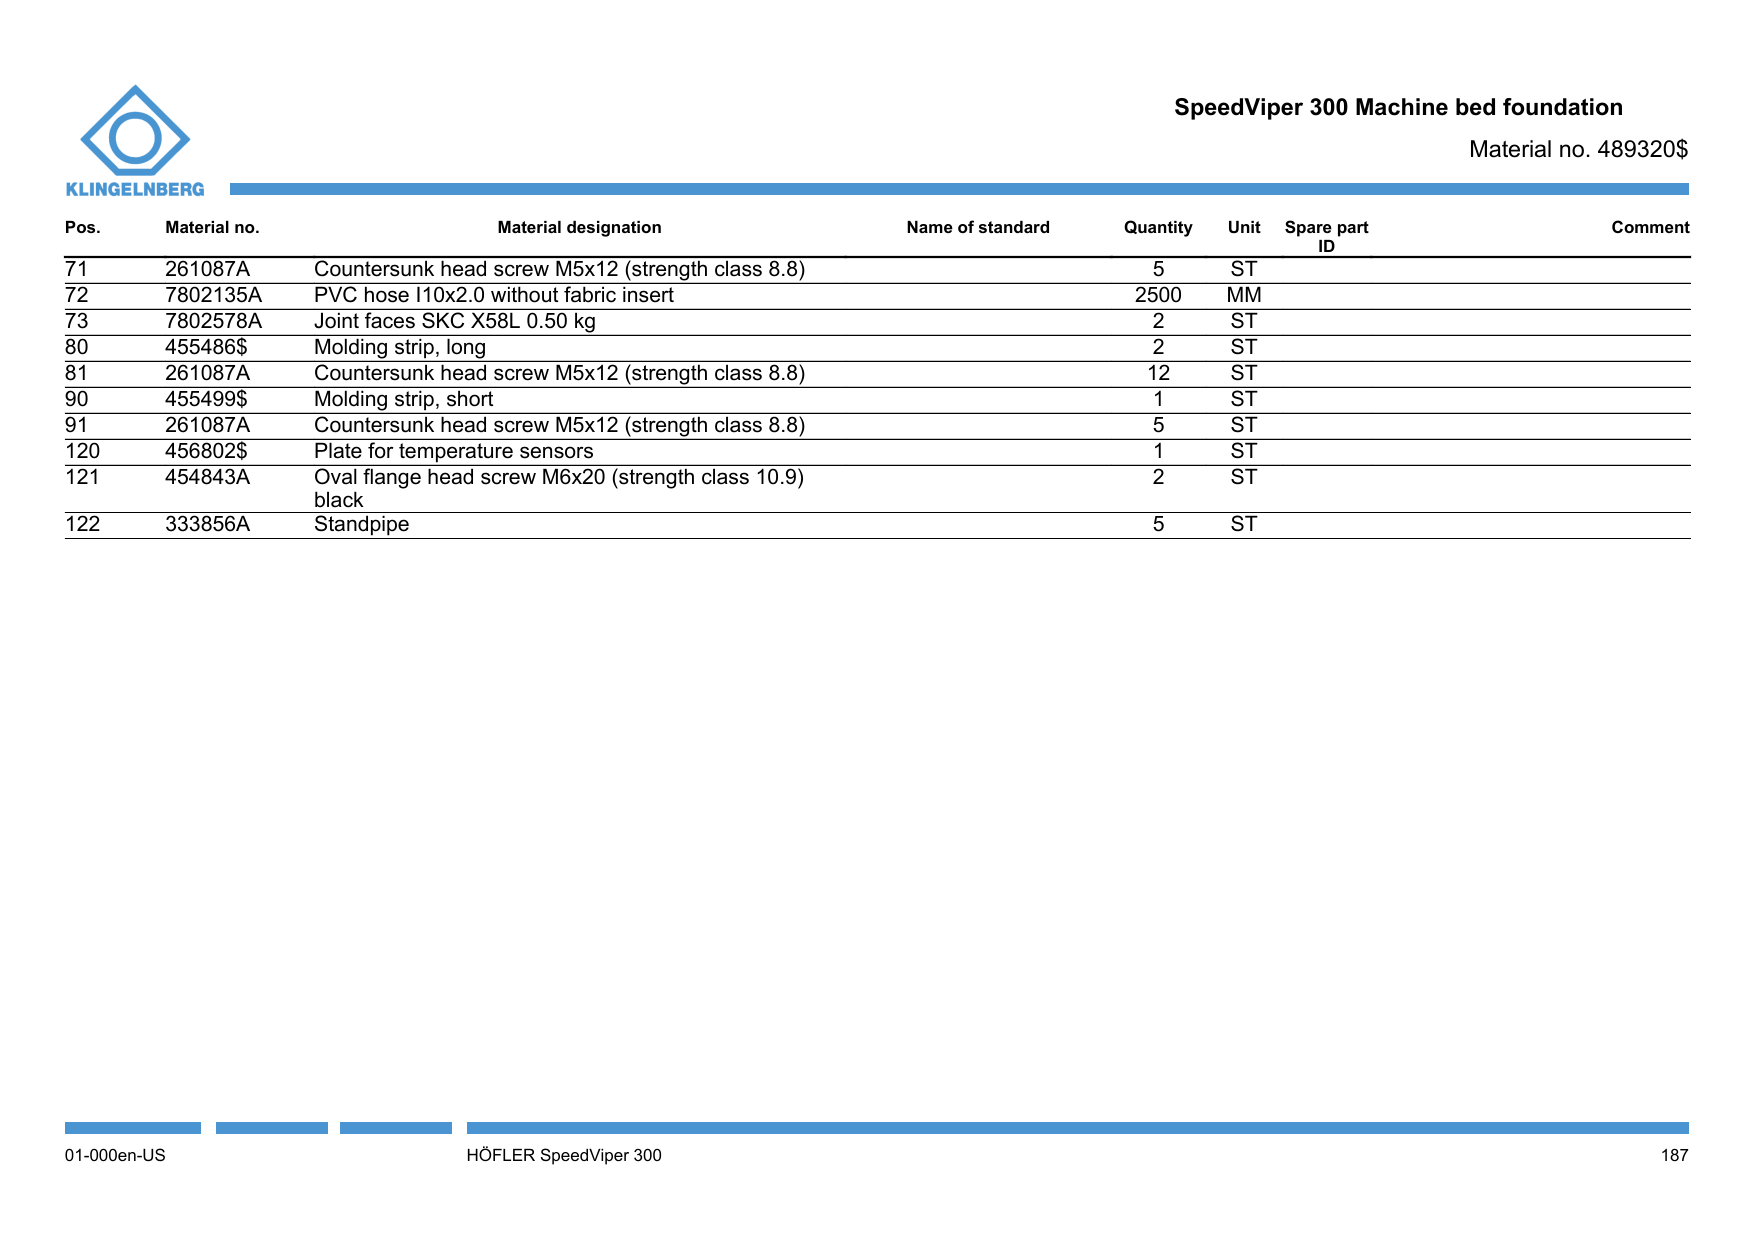 SpeedViper 300 Machine bed foundation
Material no. 489320$
KLINGELNBERG
Pos. Material no. Material designation Name of standard Quantity Unit Spare part ID Comment
71 261087A Countersunk head screw M5x12 (strength class 8.8) 5 ST
72 7802135A PVC hose I10x2.0 without fabric insert 2500 MM
73 7802578A Joint faces SKC X58L 0.50 kg 2 ST
80 455486$ Molding strip, long 2 ST
81 261087A Countersunk head screw M5x12 (strength class 8.8) 12 ST
90 455499$ Molding strip, short 1 ST
91 261087A Countersunk head screw M5x12 (strength class 8.8) 5 ST
120 456802$ Plate for temperature sensors 1 ST
121 454843A Oval flange head screw M6x20 (strength class 10.9) 2 ST
black
122 333856A Standpipe 5 ST
01-000en-US HÖFLER SpeedViper 300 187